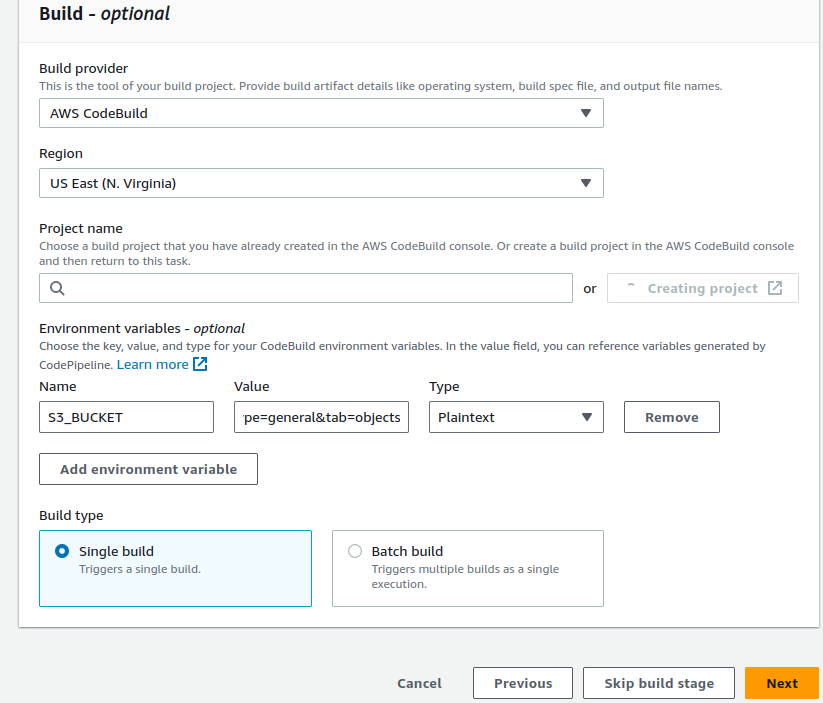 Build - optional
Build provider
This is the tool of your build project. Provide build artifact details like operating system, build spec file, and output file names.
AWS CodeBuild
Region
US East (N. Virginia)
Project name
Choose a build project that you have already created in the AWS CodeBuild console. Or create a build project in the AWS CodeBuild console
and then return to this task.
or
Creating project
Environment variables - optional
Choose the key, value, and type for your CodeBuild environment variables. In the value field, you can reference variables generated by
CodePipeline. Learn more
Name Value Type
S3_BUCKET pe=general&tab=objects Plaintext Remove
Add environment variable
Build type
Single build
Triggers a single build.
Batch build
Triggers multiple builds as a single
execution.
Cancel Previous Skip build stage Next